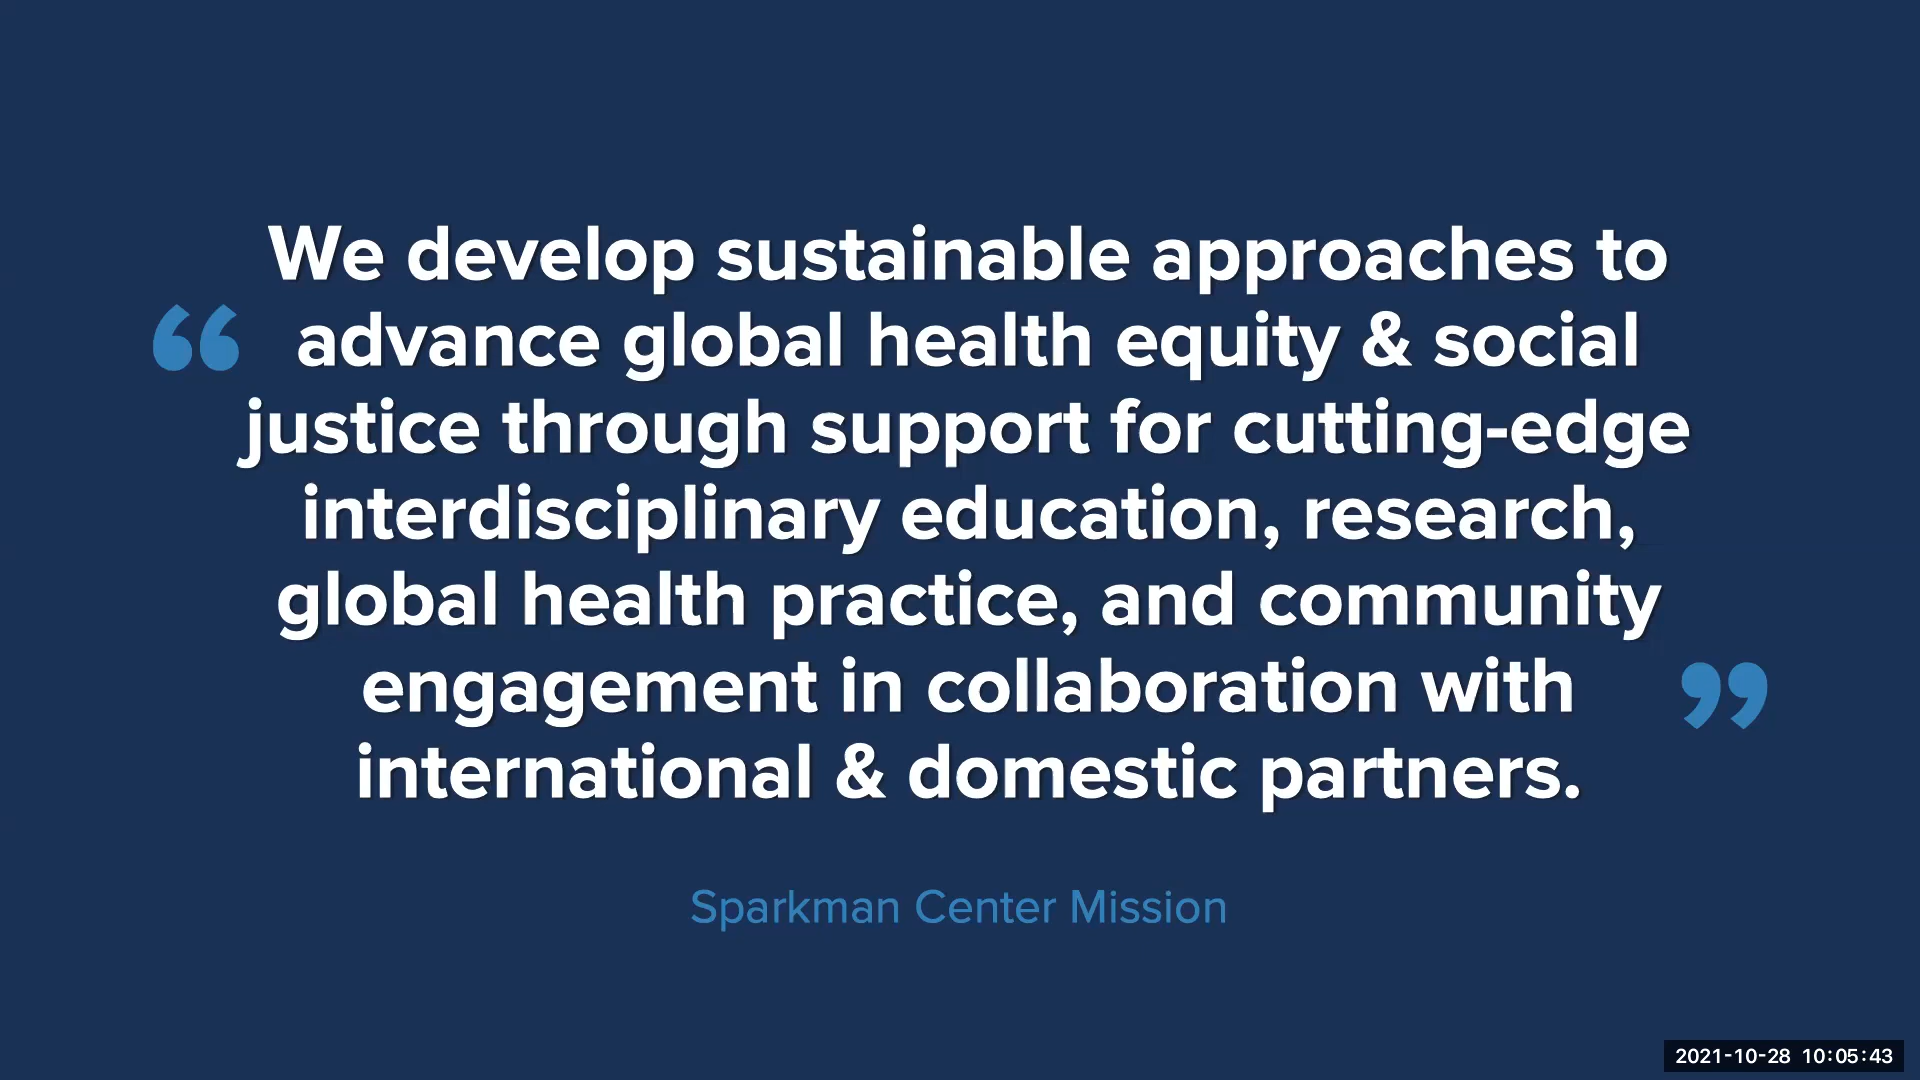 We develop sustainable approaches to
“ advance global health equity & social
justice through support for cutting-edge
interdisciplinary education, research,
global health practice, and community
engagement in collaboration with ”
international & domestic partners.
Sparkman Center Mission
2021-10-28 10:05:43